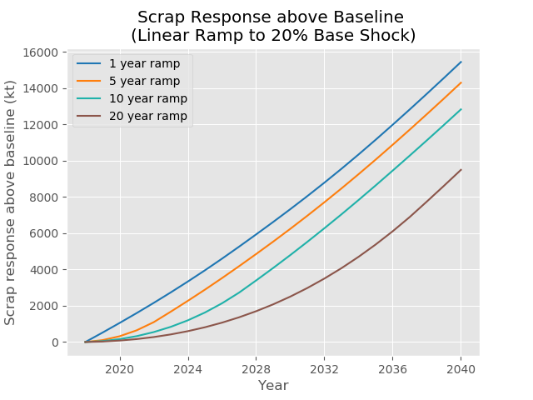 Scrap Response above Baseline
(Linear Ramp to 20% Base Shock)
16000
14000
12000
10000
8000
6000
4000
2000
0
Scrap response above baseline (kt)
1 year ramp
5 year ramp
10 year ramp
20 year ramp
2020 2024 2028 2032 2036 2040
Year